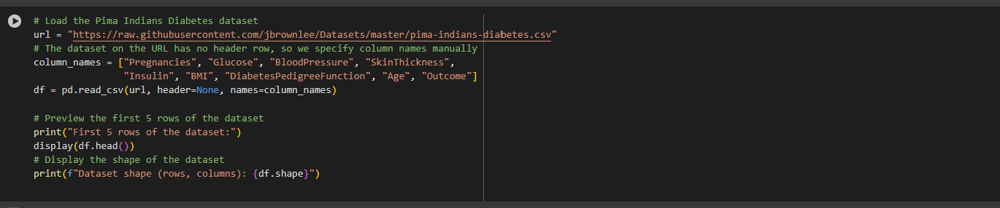 # Load the Pima Indians Diabetes dataset
url = "https://raw.githubusercontent.com/jbrownlee/Datasets/master/pima-indians-diabetes.csv"
# The dataset on the URL has no header row, so we specify column names manually
column_names = ["Pregnancies", "Glucose", "BloodPressure", "SkinThickness",
                "Insulin", "BMI", "DiabetesPedigreeFunction", "Age", "Outcome"]
df = pd.read_csv(url, header=None, names=column_names)

# Preview the first 5 rows of the dataset
print("First 5 rows of the dataset:")
display(df.head())
# Display the shape of the dataset
print(f"Dataset shape (rows, columns): {df.shape}")